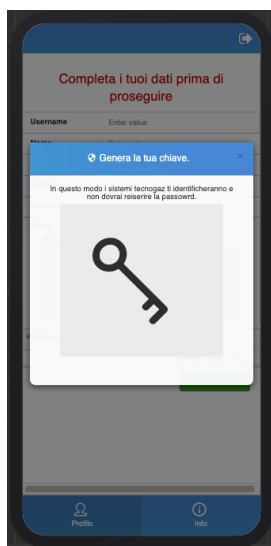 Completa i tuoi dati prima di
proseguire
Username Enter value
Genera la tua chiave. ×
In questo modo i sistemi tecnogaz ti identificheranno e
non dovrai reiserire la passowrd.
Profilo Info